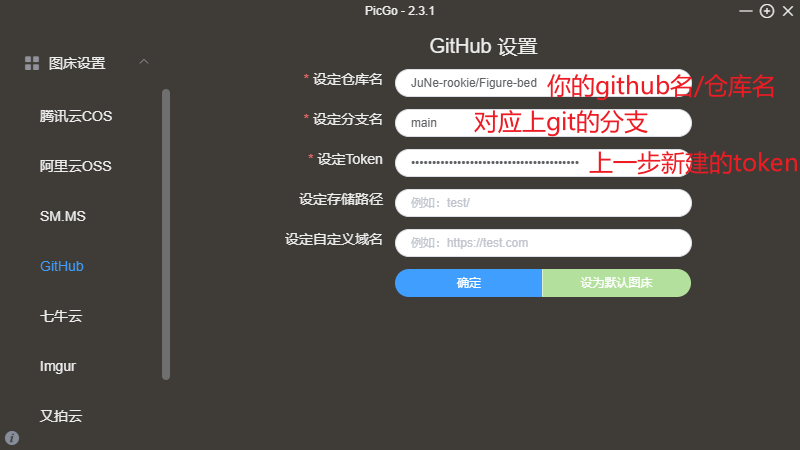 PicGo - 2.3.1
图床设置
腾讯云COS
阿里云OSS
SM.MS
GitHub
七牛云
Imgur
又拍云
GitHub 设置
* 设定仓库名 JuNe-rookie/Figure-bed 你的github名/仓库名
* 设定分支名 main 对应上git的分支
* 设定Token •••••••••••••••••••••••••••••••••••••••• 上一步新建的token
设定存储路径 例如：test/
设定自定义域名 例如：https://test.com
确定 设为默认图床